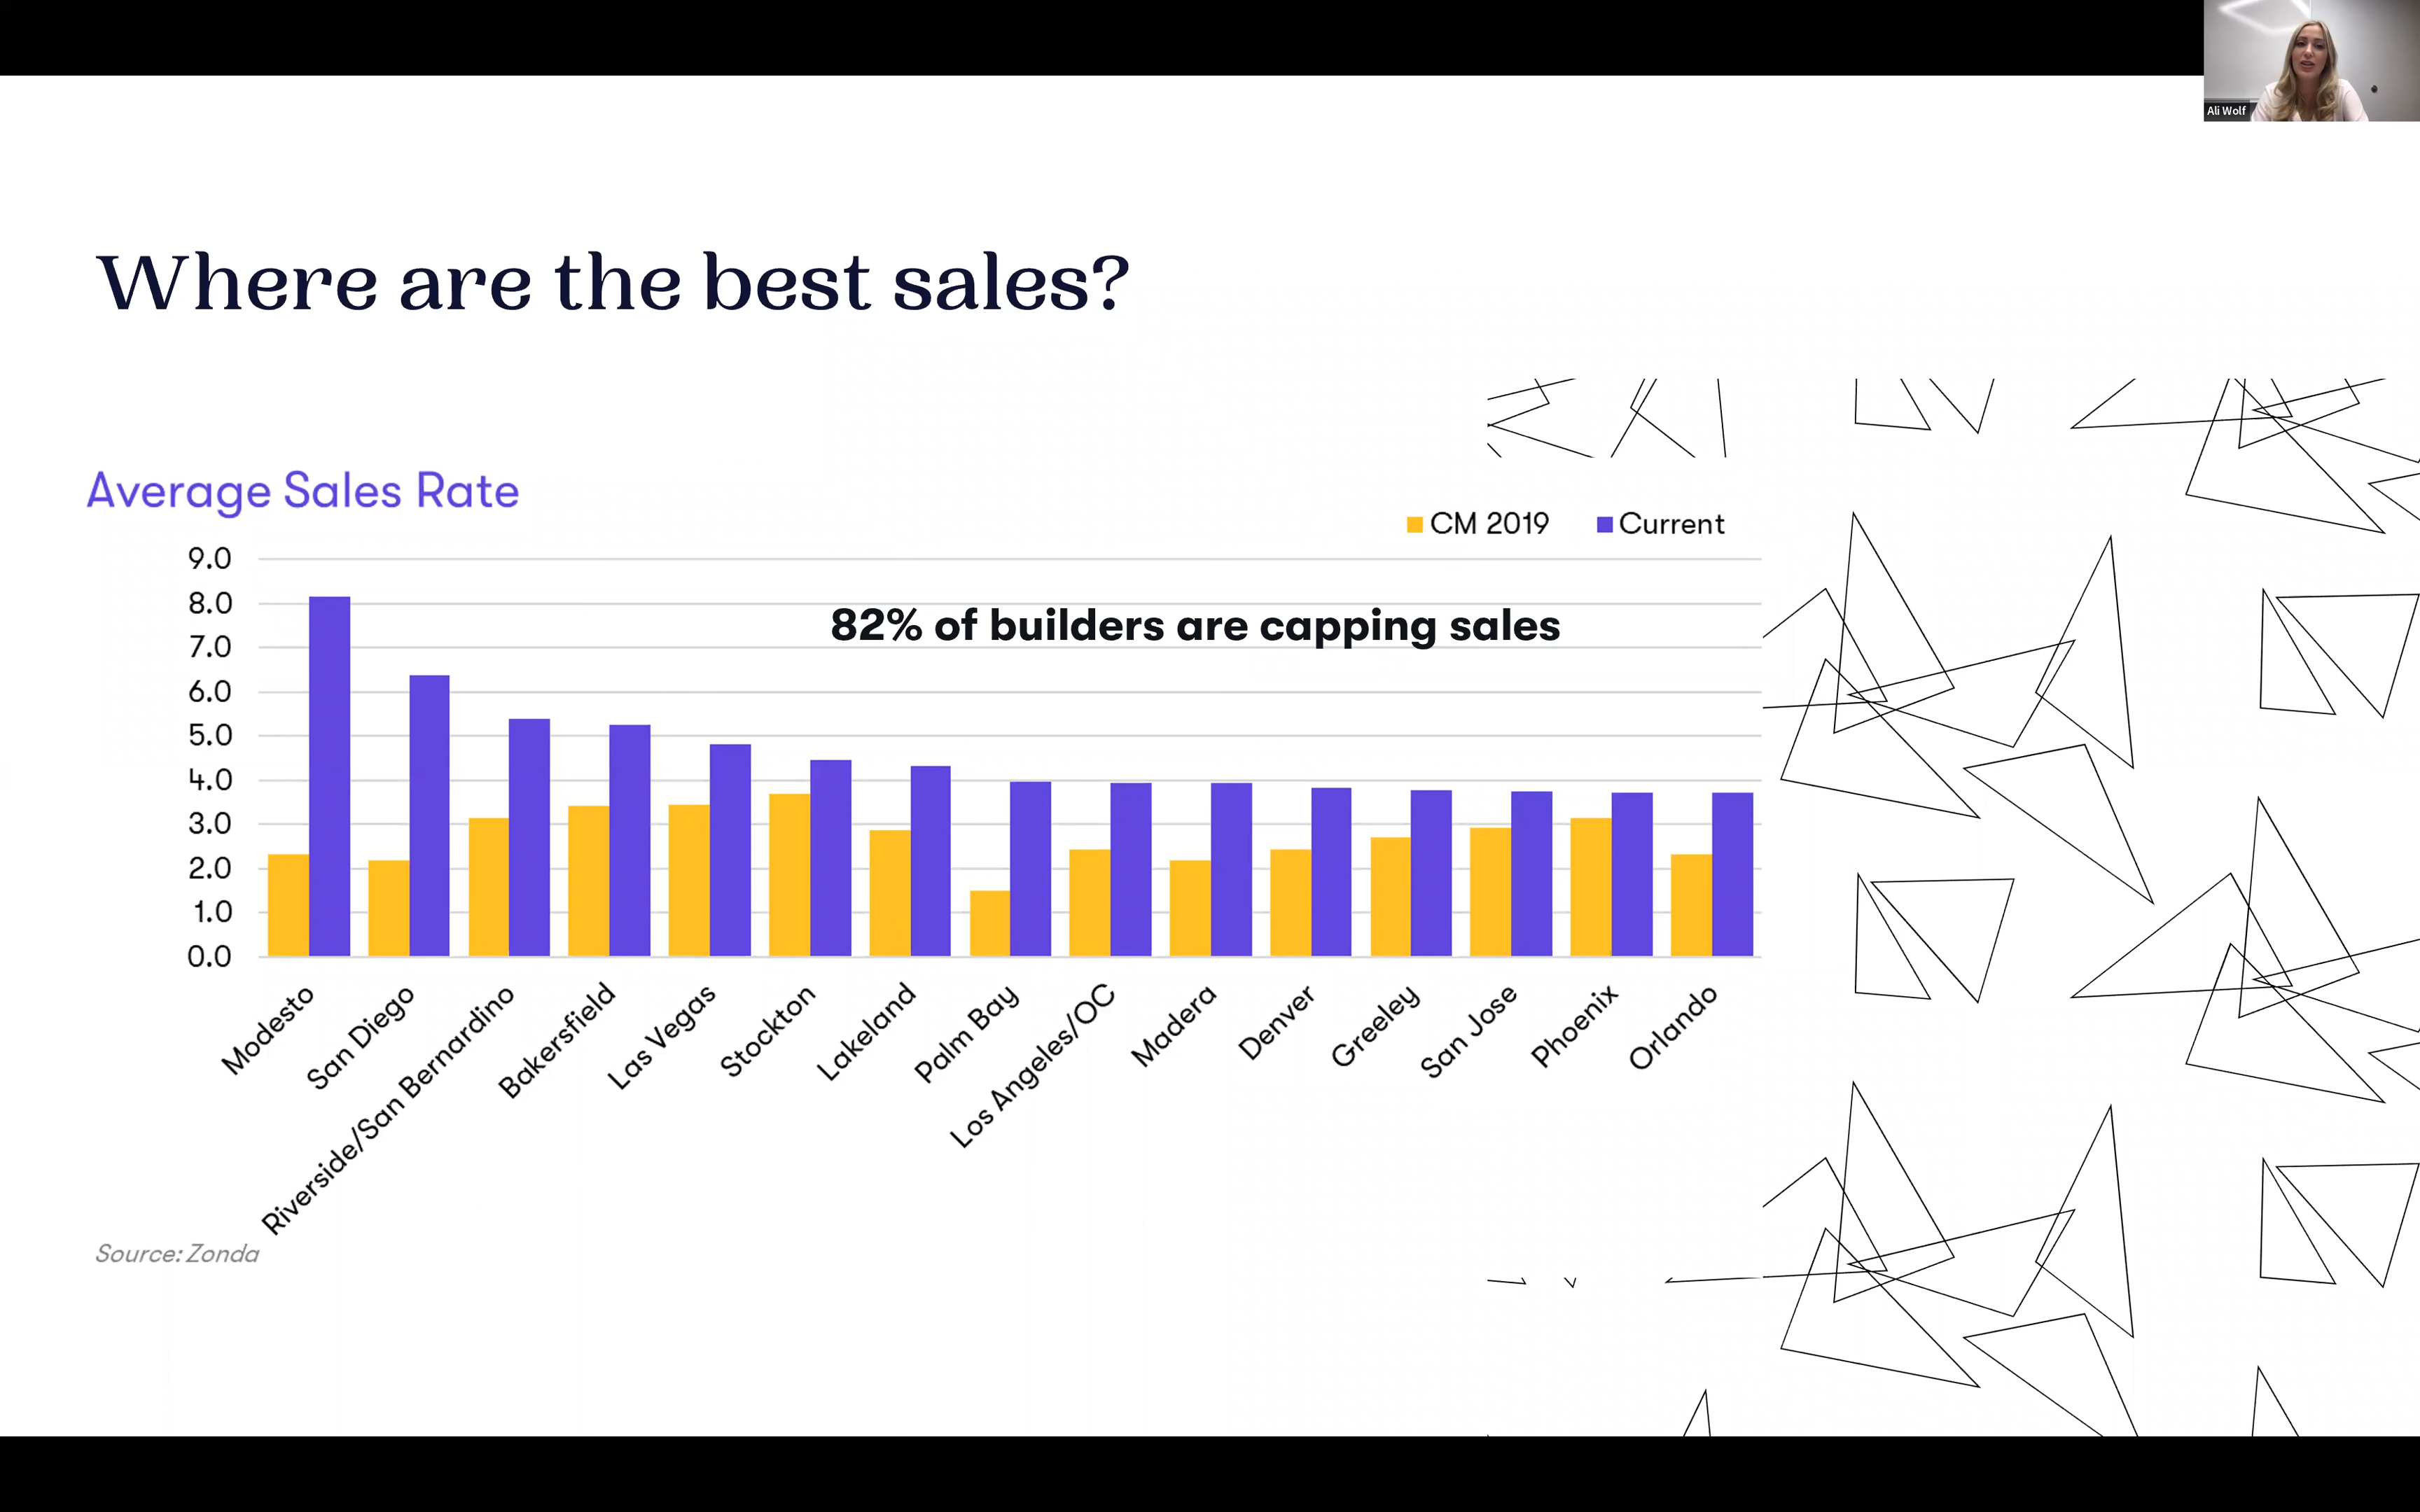 Ali Wolf
Where are the best sales?
Average Sales Rate
CM 2019 Current
82% of builders are capping sales
9.0
8.0
7.0
6.0
5.0
4.0
3.0
2.0
1.0
0.0
Modesto
San Diego
Riverside/San Bernardino
Bakersfield
Las Vegas
Stockton
Lakeland
Palm Bay
Los Angeles/OC
Madera
Denver
Greeley
San Jose
Phoenix
Orlando
Source: Zonda